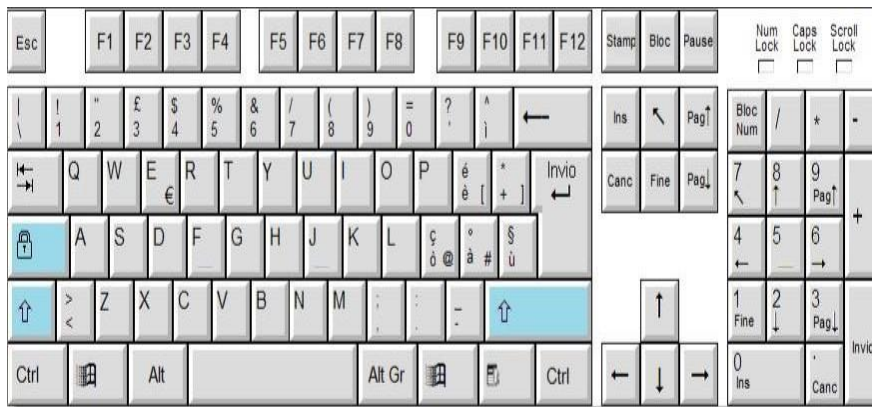 Esc F1 F2 F3 F4 F5 F6 F7 F8 F9 F10 F11 F12 Stamp Bloc Pause Num Lock Caps Lock Scroll Lock
| ! " £ $ % & / ( ) = ? ^
\ 1 2 3 4 5 6 7 8 9 0 ' ì ← Ins ↖ Pag↑ Bloc Num / * -
Q W E € R T Y U I O P é è [ * + ] Invio Canc Fine Pag↓ 7 ↖ 8 ↑ 9 Pag↑ +
A S D F G H J K L ç ò @ ° à # § ù 4 ← 5 6 →
⇧ > < Z X C V B N M ; , : . _ - ⇧ ↑ 1 Fine 2 ↓ 3 Pag↓ Invio
Ctrl Alt Alt Gr Ctrl ← ↓ → 0 Ins . Canc